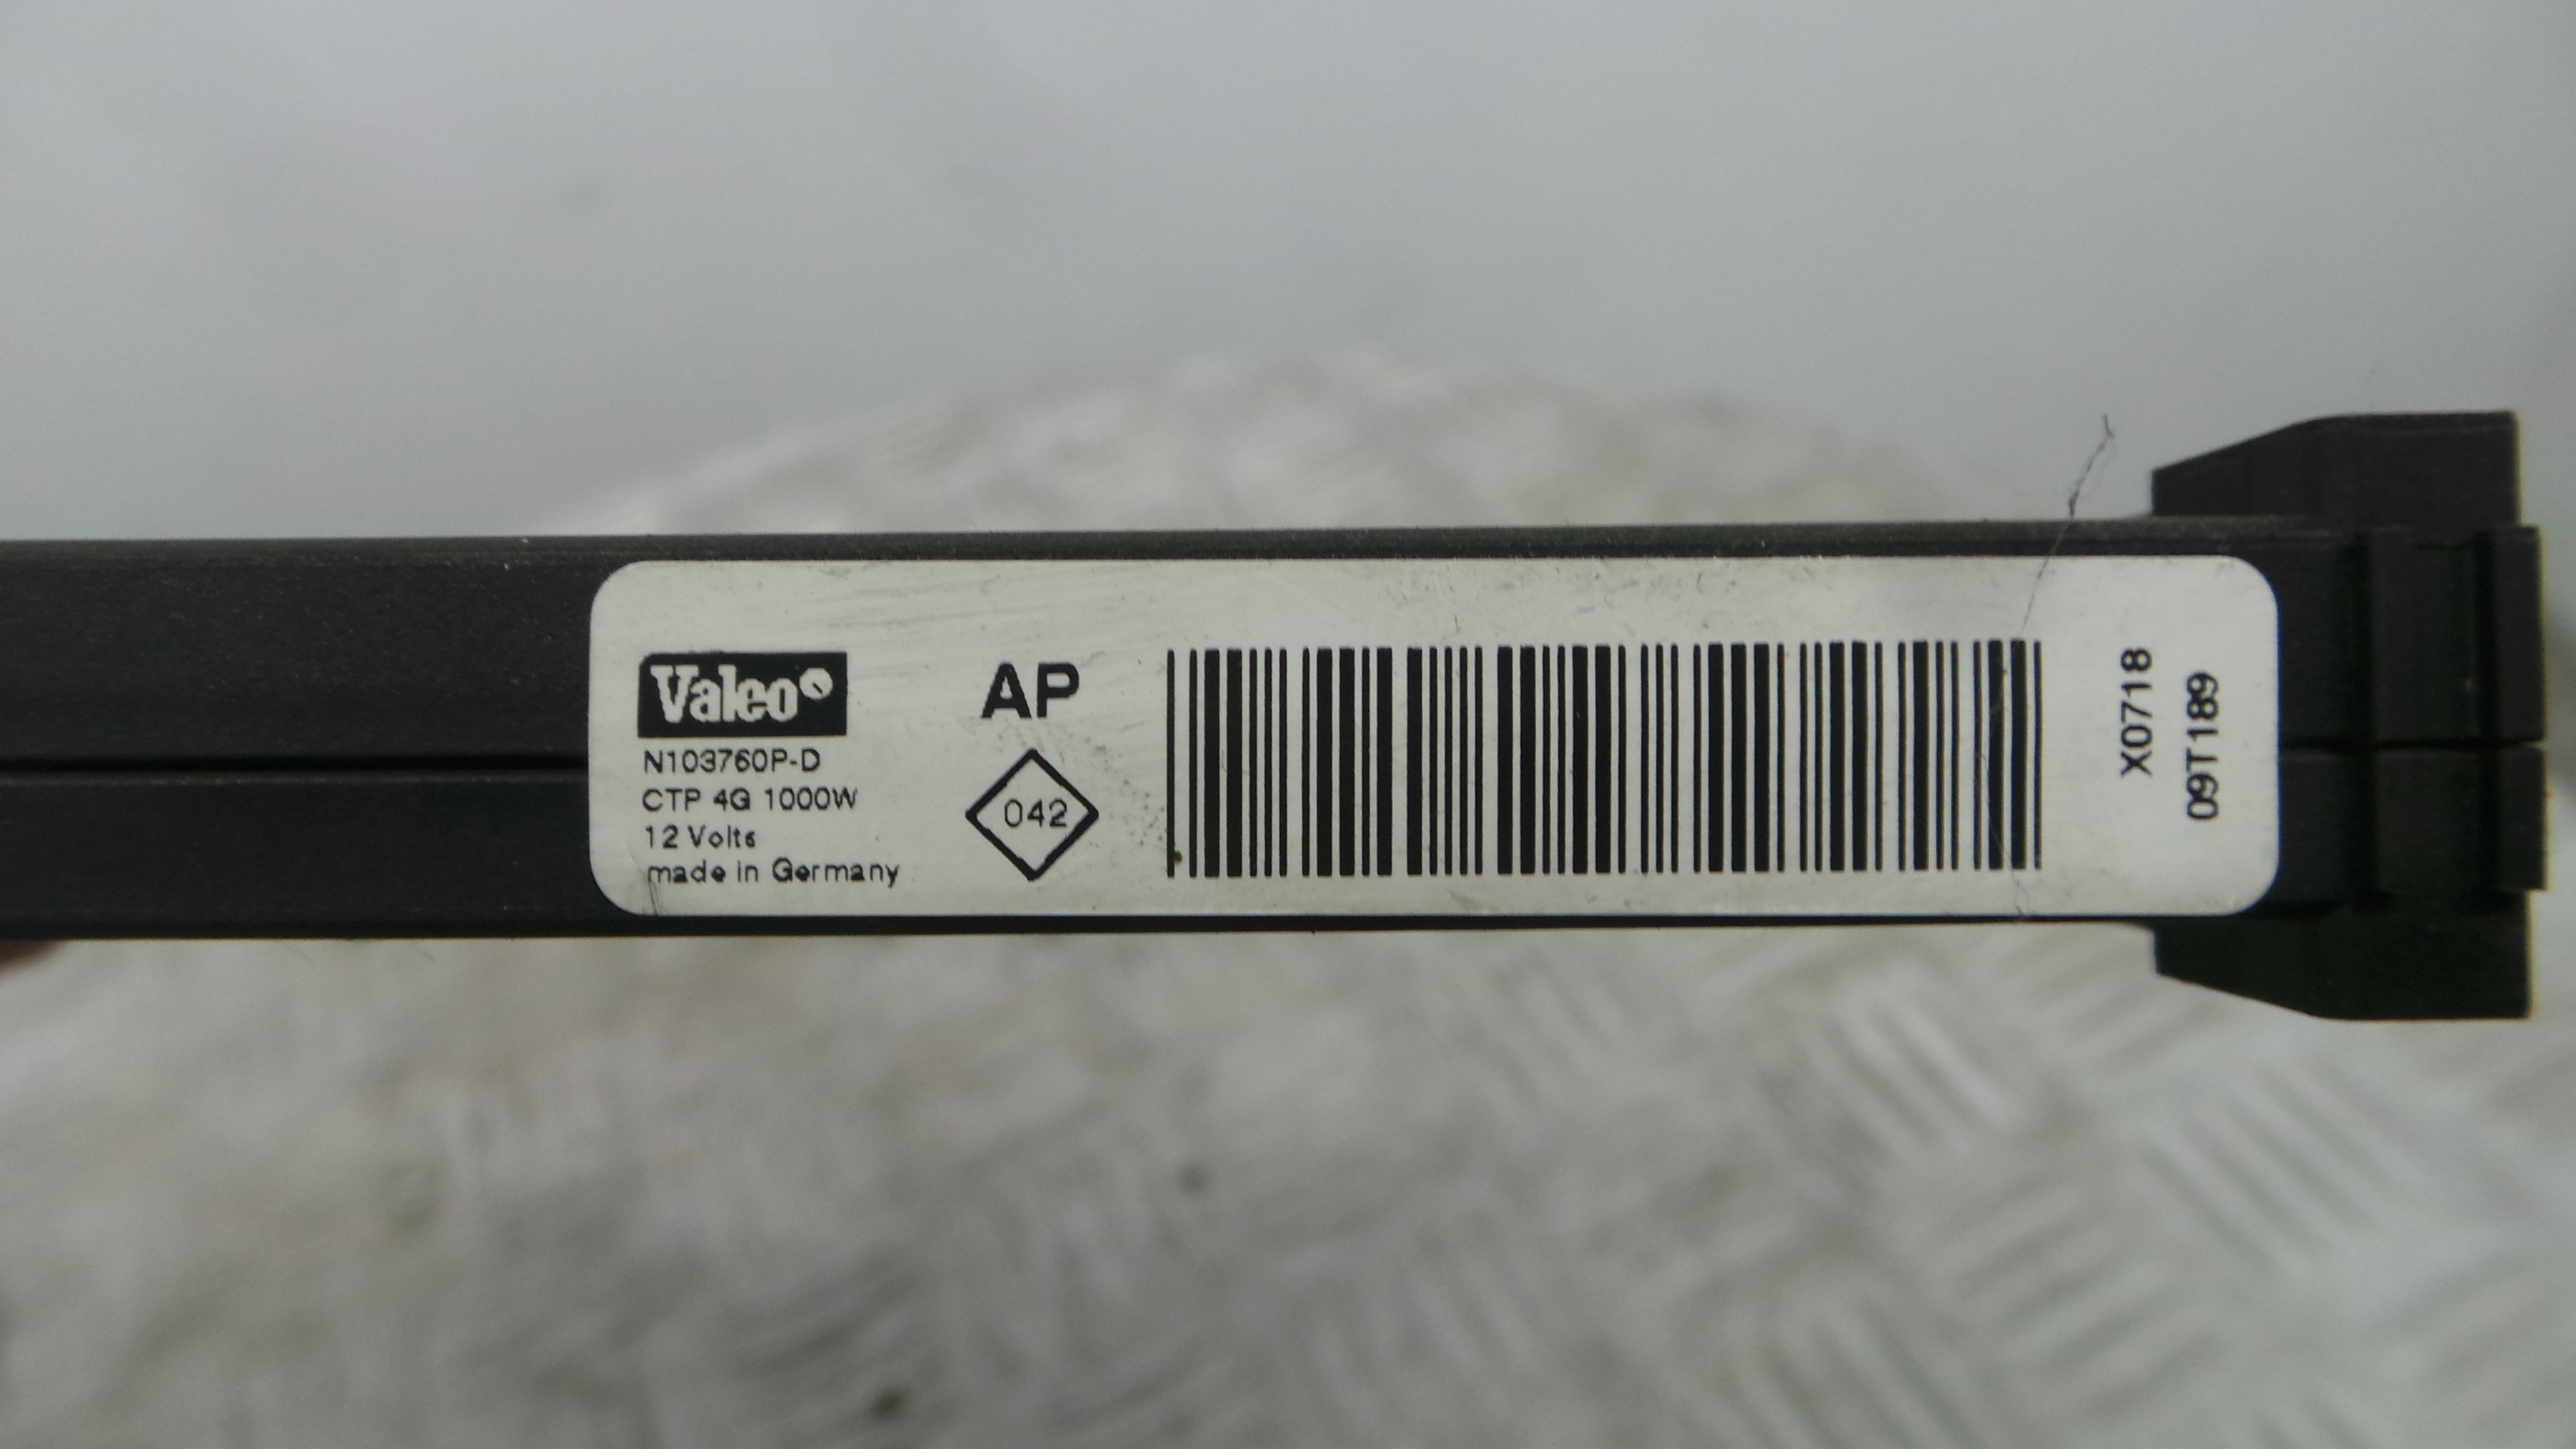 Valeo
N103760P-D
CTP 4G 1000W
12 Volts
made in Germany
AP
042
X0718
09T189